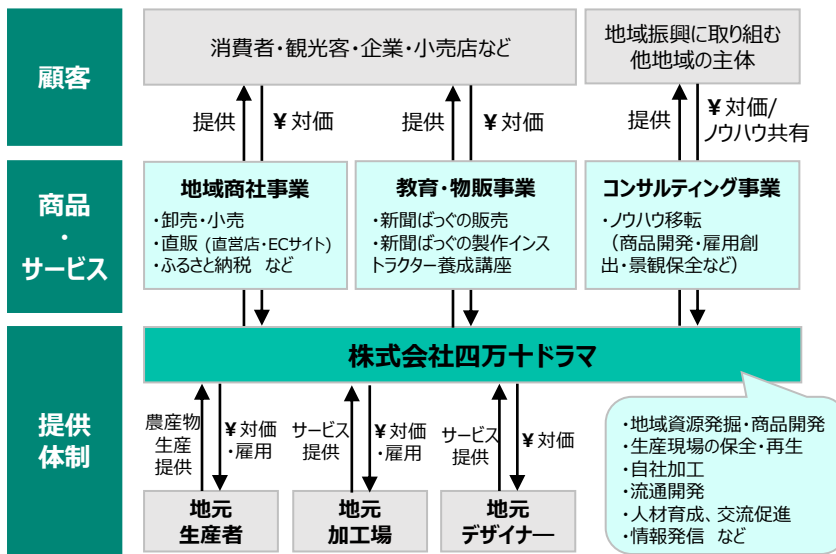 顧客
消費者・観光客・企業・小売店など
地域振興に取り組む
他地域の主体
提供
¥ 対価
提供
¥ 対価
提供
¥ 対価/
ノウハウ共有
商品
・
サービス
地域商社事業
・卸売・小売
・直販 (直営店・ECサイト)
・ふるさと納税 など
教育・物販事業
・新聞ばっぐの販売
・新聞ばっぐの製作インス
トラクター養成講座
コンサルティング事業
・ノウハウ移転
（商品開発・雇用創
出・景観保全など）
提供
体制
株式会社四万十ドラマ
農産物
生産
提供
¥ 対価
・雇用
サービス
提供
¥ 対価
・雇用
サービス
提供
¥ 対価
地元
生産者
地元
加工場
地元
デザイナー
・地域資源発掘・商品開発
・生産現場の保全・再生
・自社加工
・流通開発
・人材育成、交流促進
・情報発信 など